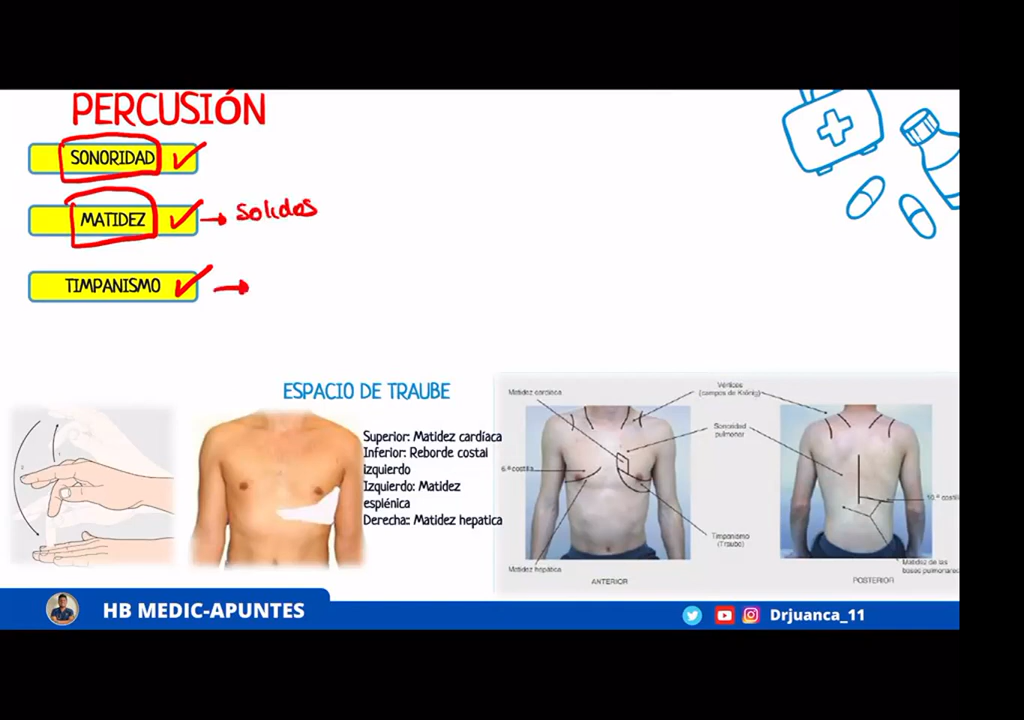 PERCUSIÓN
SONORIDAD
MATIDEZ
Solidos
TIMPANISMO
ESPACIO DE TRAUBE
Superior: Matidez cardíaca
Inferior: Reborde costal
izquierdo
Izquierdo: Matidez
esplénica
Derecha: Matidez hepatica
Matidez cardíaca
Vértices
(campos de Krönig)
Sonoridad
pulmonar
6.ª costilla
10.ª costilla
Timpanismo
(Traube)
Matidez hepática
Matidez de las
bases pulmonares
ANTERIOR
POSTERIOR
HB MEDIC-APUNTES
Drjuanca_11